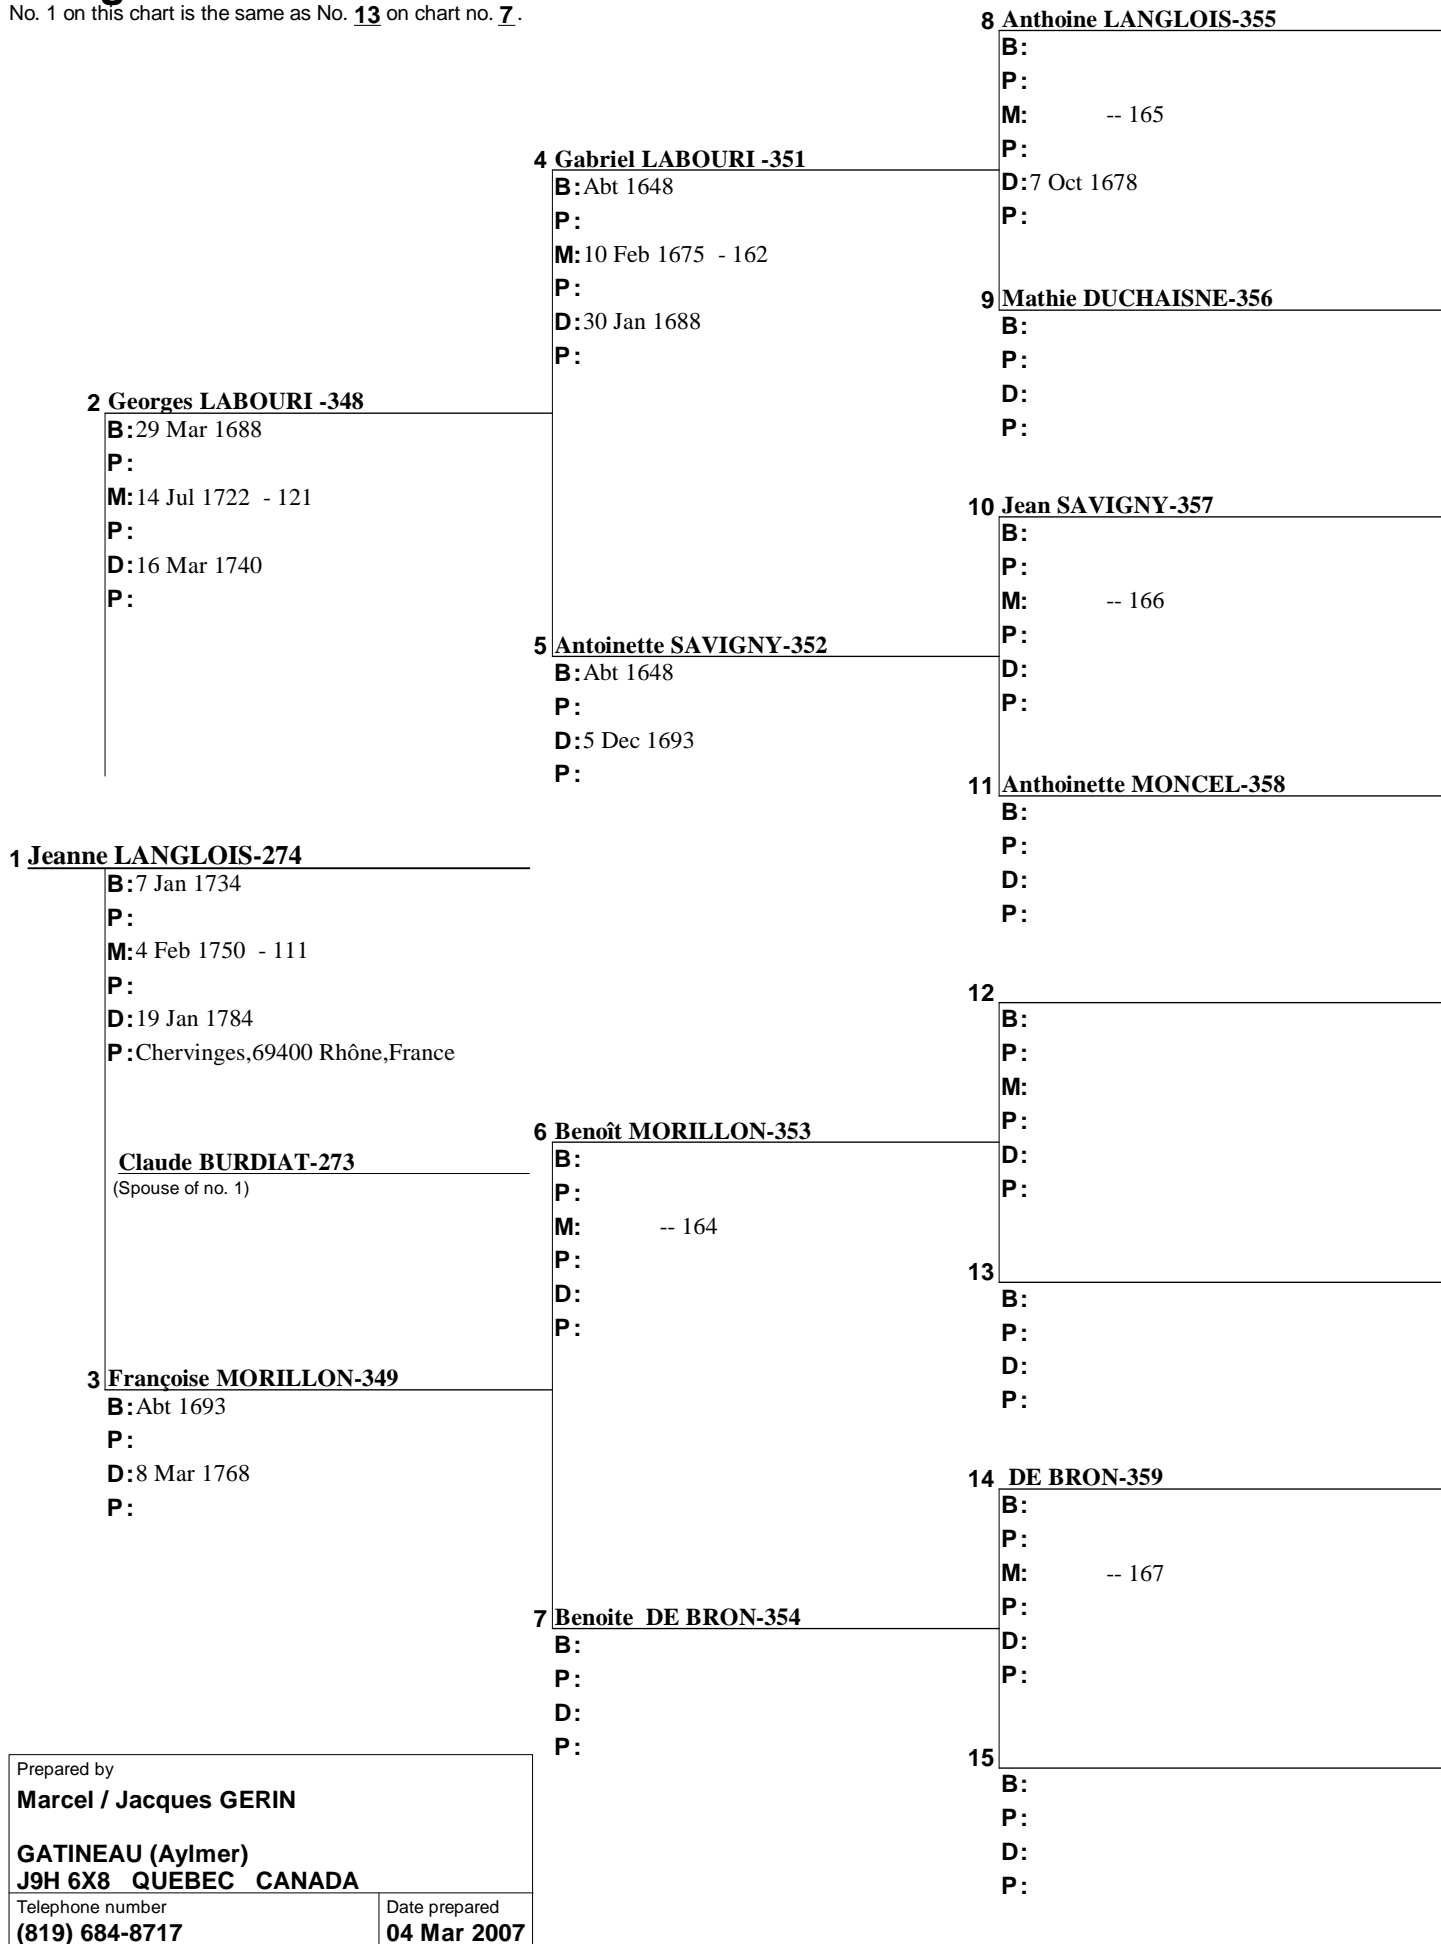 No. 1 on this chart is the same as No. 13 on chart no. 7.
8 Anthoine LANGLOIS-355
B:
P:
M: -- 165
P:
D:7 Oct 1678
P:
4 Gabriel LABOURI -351
B:Abt 1648
P:
M:10 Feb 1675 - 162
P:
D:30 Jan 1688
P:
9 Mathie DUCHAISNE-356
B:
P:
D:
P:
2 Georges LABOURI -348
B:29 Mar 1688
P:
M:14 Jul 1722 - 121
P:
D:16 Mar 1740
P:
10 Jean SAVIGNY-357
B:
P:
M: -- 166
P:
D:
P:
5 Antoinette SAVIGNY-352
B:Abt 1648
P:
D:5 Dec 1693
P:
11 Anthoinette MONCEL-358
B:
P:
D:
P:
1 Jeanne LANGLOIS-274
B:7 Jan 1734
P:
M:4 Feb 1750 - 111
P:
D:19 Jan 1784
P:Chervinges,69400 Rhône,France
12
B:
P:
M:
P:
D:
P:
Claude BURDIAT-273
(Spouse of no. 1)
6 Benoît MORILLON-353
B:
P:
M: -- 164
P:
D:
P:
13
B:
P:
D:
P:
3 Françoise MORILLON-349
B:Abt 1693
P:
D:8 Mar 1768
P:
14 DE BRON-359
B:
P:
M: -- 167
P:
D:
P:
7 Benoite DE BRON-354
B:
P:
D:
P:
15
B:
P:
D:
P:
Prepared by
Marcel / Jacques GERIN
GATINEAU (Aylmer)
J9H 6X8 QUEBEC CANADA
Telephone number
(819) 684-8717
Date prepared
04 Mar 2007